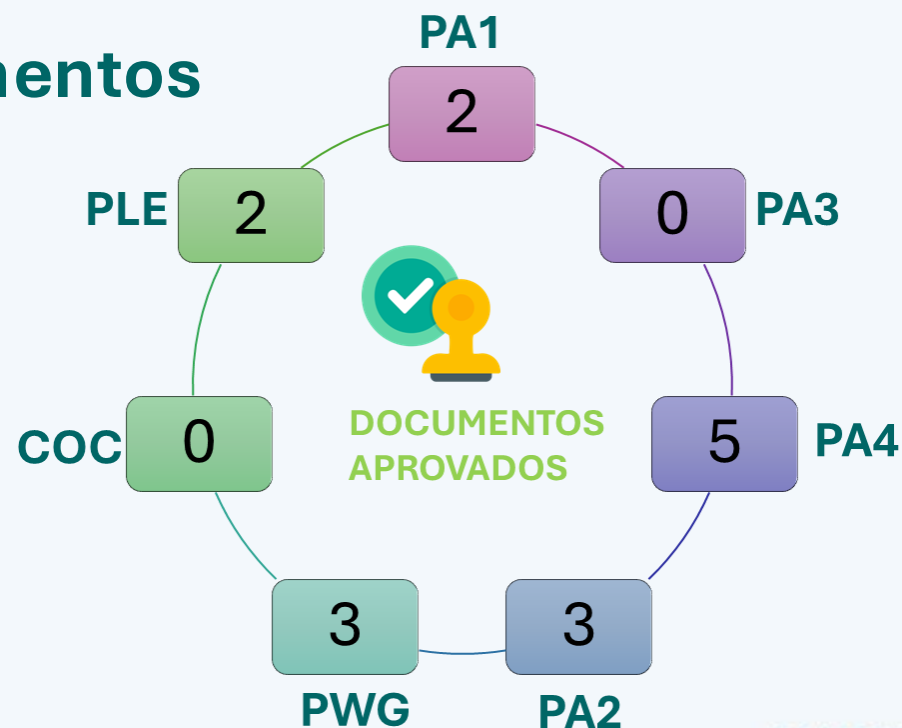 mentos
PA1
2
PLE
2
0
PA3
DOCUMENTOS
APROVADOS
COC
0
5
PA4
3
3
PWG
PA2